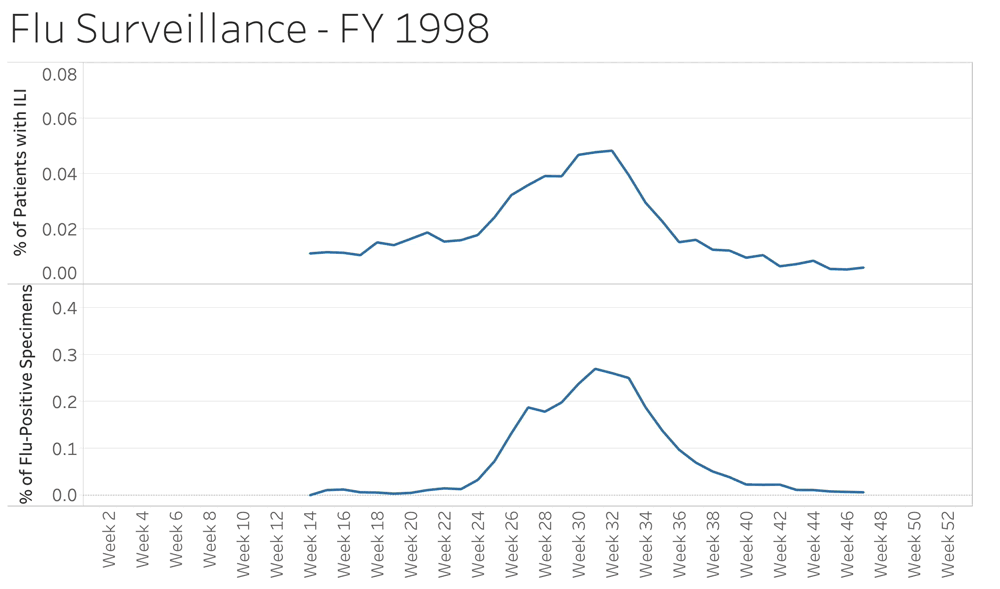 Flu Surveillance - FY 1998
% of Patients with ILI
0.08
0.06
0.04
0.02
0.00
% of Flu-Positive Specimens
0.4
0.3
0.2
0.1
0.0
Week 2
Week 4
Week 6
Week 8
Week 10
Week 12
Week 14
Week 16
Week 18
Week 20
Week 22
Week 24
Week 26
Week 28
Week 30
Week 32
Week 34
Week 36
Week 38
Week 40
Week 42
Week 44
Week 46
Week 48
Week 50
Week 52